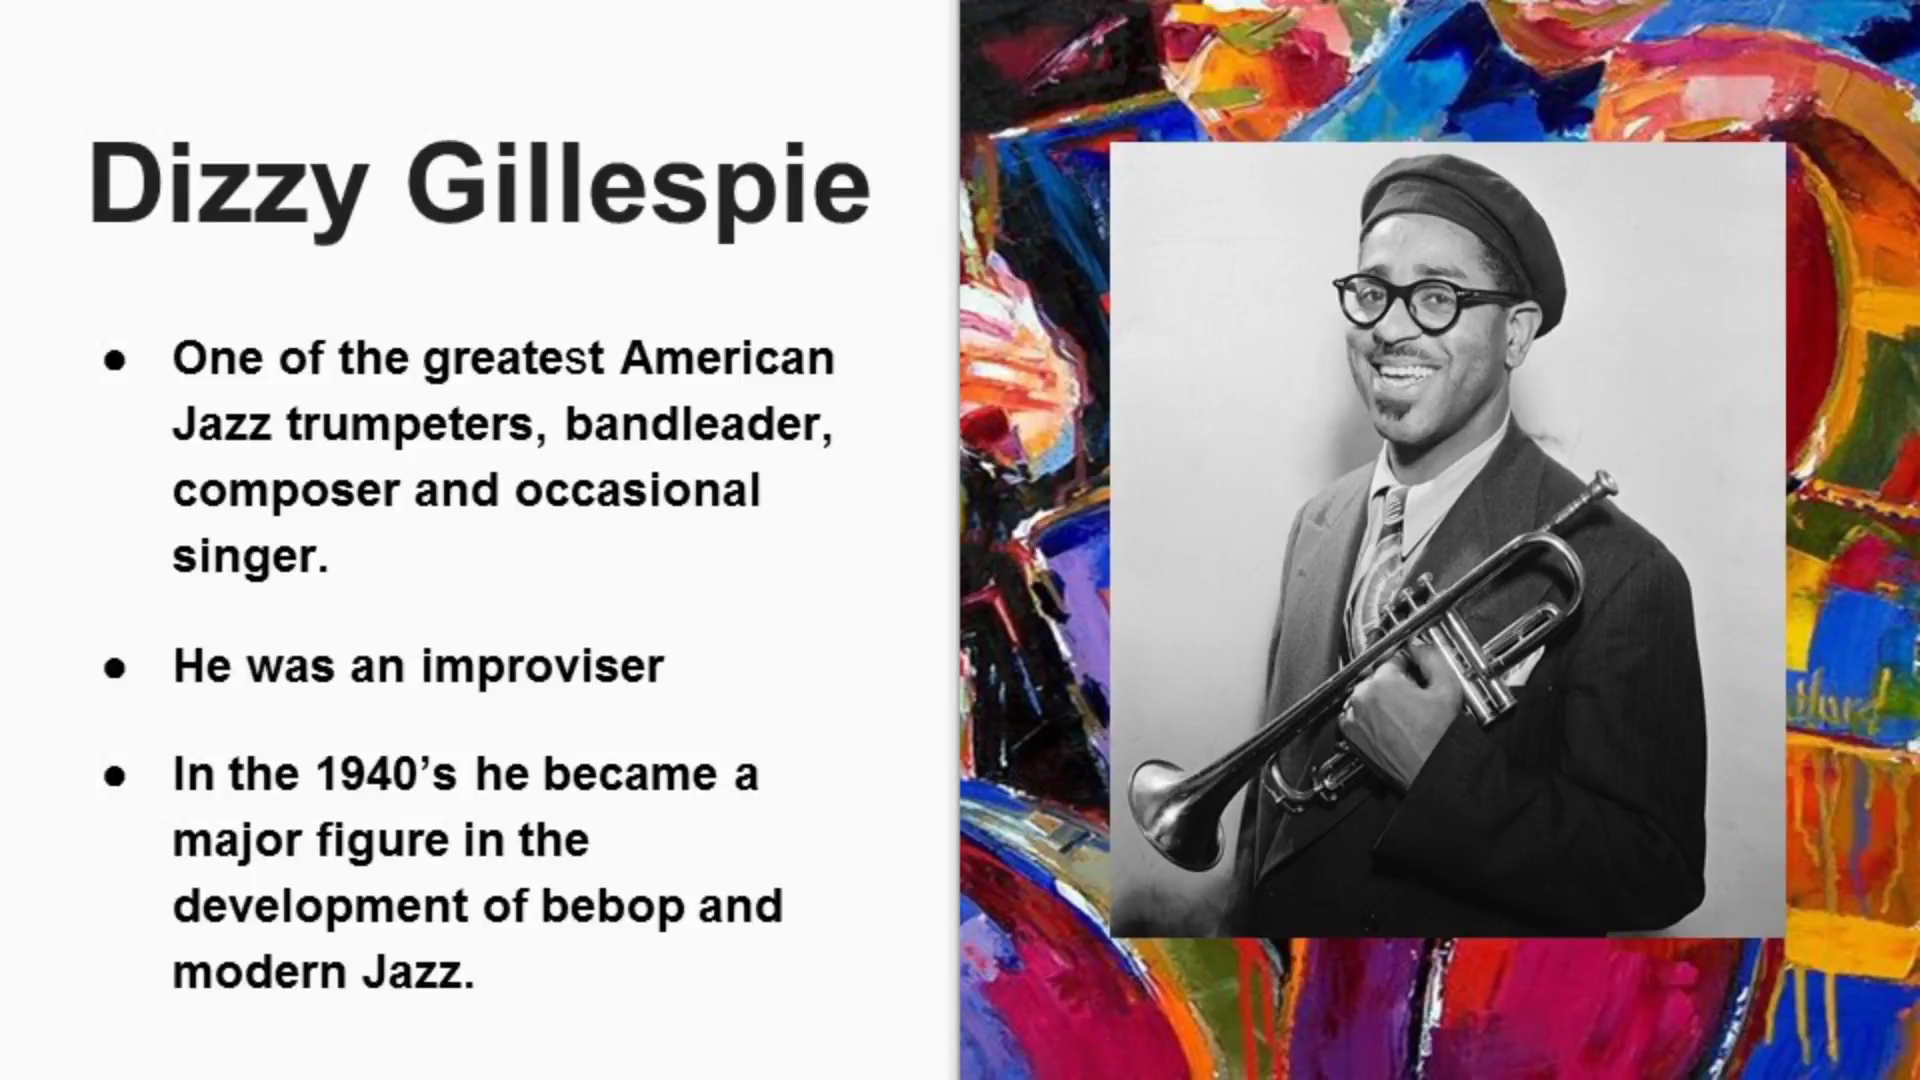 Dizzy Gillespie
● One of the greatest American
Jazz trumpeters, bandleader,
composer and occasional
singer.
● He was an improviser
● In the 1940’s he became a
major figure in the
development of bebop and
modern Jazz.